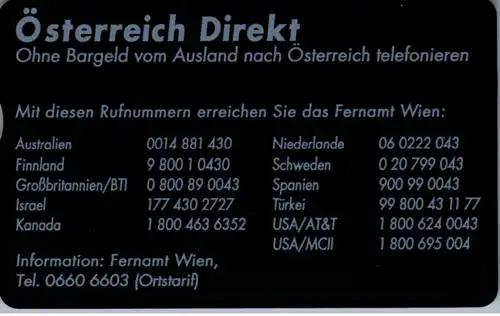 Österreich Direkt
Ohne Bargeld vom Ausland nach Österreich telefonieren
Mit diesen Rufnummern erreichen Sie das Fernamt Wien:
Australien 0014 881 430 Niederlande 06 0222 043
Finnland 9 800 1 0430 Schweden 0 20 799 043
Großbritannien/BTI 0 800 89 0043 Spanien 900 99 0043
Israel 177 430 2727 Türkei 99 800 43 11 77
Kanada 1 800 463 6352 USA/AT&T 1 800 624 0043
USA/MCII 1 800 695 004
Information: Fernamt Wien,
Tel. 0660 6603 (Ortstarif)